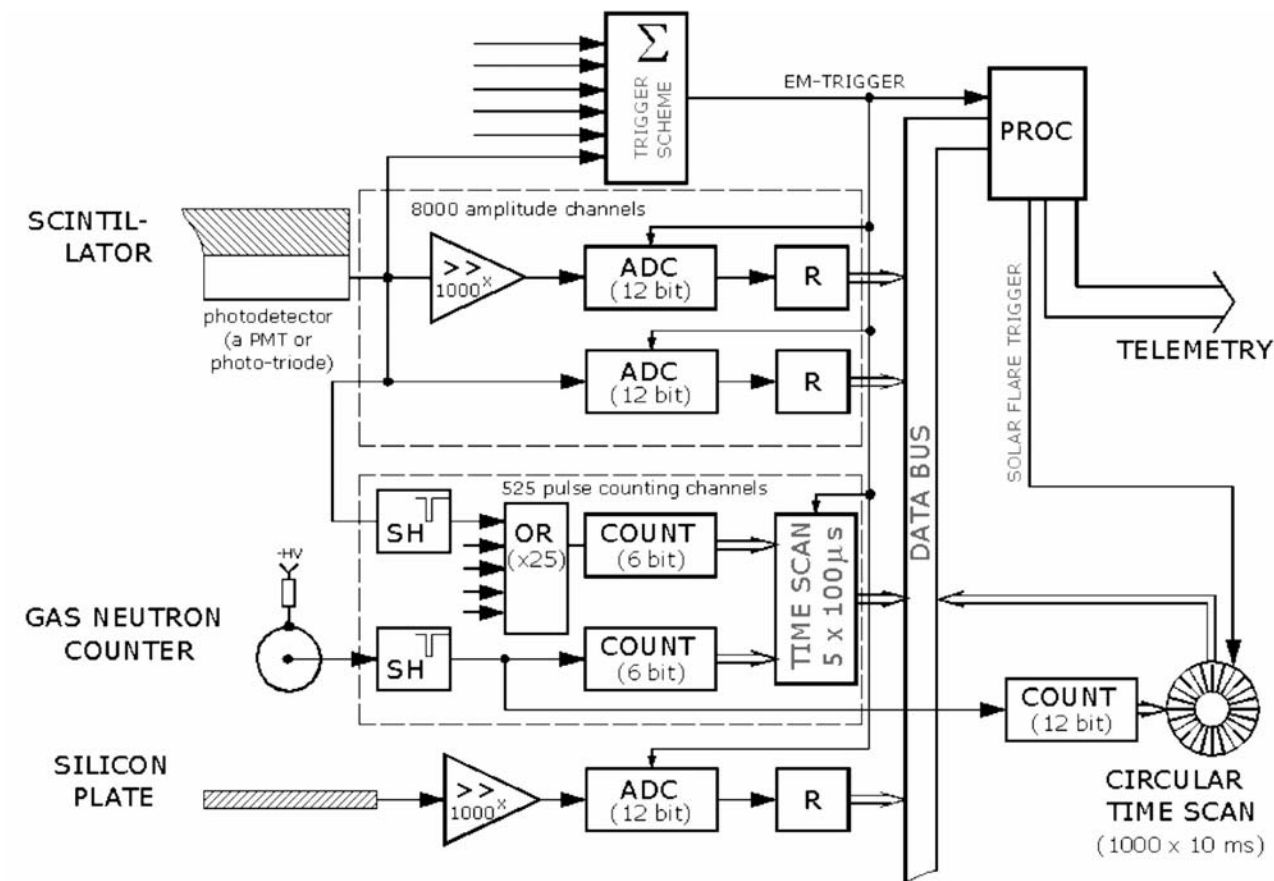 Σ
TRIGGER
SCHEME
EM-TRIGGER
PROC
8000 amplitude channels
SCINTIL-
LATOR
>>
1000x
ADC
(12 bit)
R
photodetector
(a PMT or
photo-triode)
ADC
(12 bit)
R
SOLAR FLARE TRIGGER
TELEMETRY
DATA BUS
525 pulse counting channels
SH
OR
(x25)
COUNT
(6 bit)
TIME SCAN
5 x 100μs
-HV
GAS NEUTRON
COUNTER
SH
COUNT
(6 bit)
COUNT
(12 bit)
SILICON
PLATE
>>
1000x
ADC
(12 bit)
R
CIRCULAR
TIME SCAN
(1000 x 10 ms)